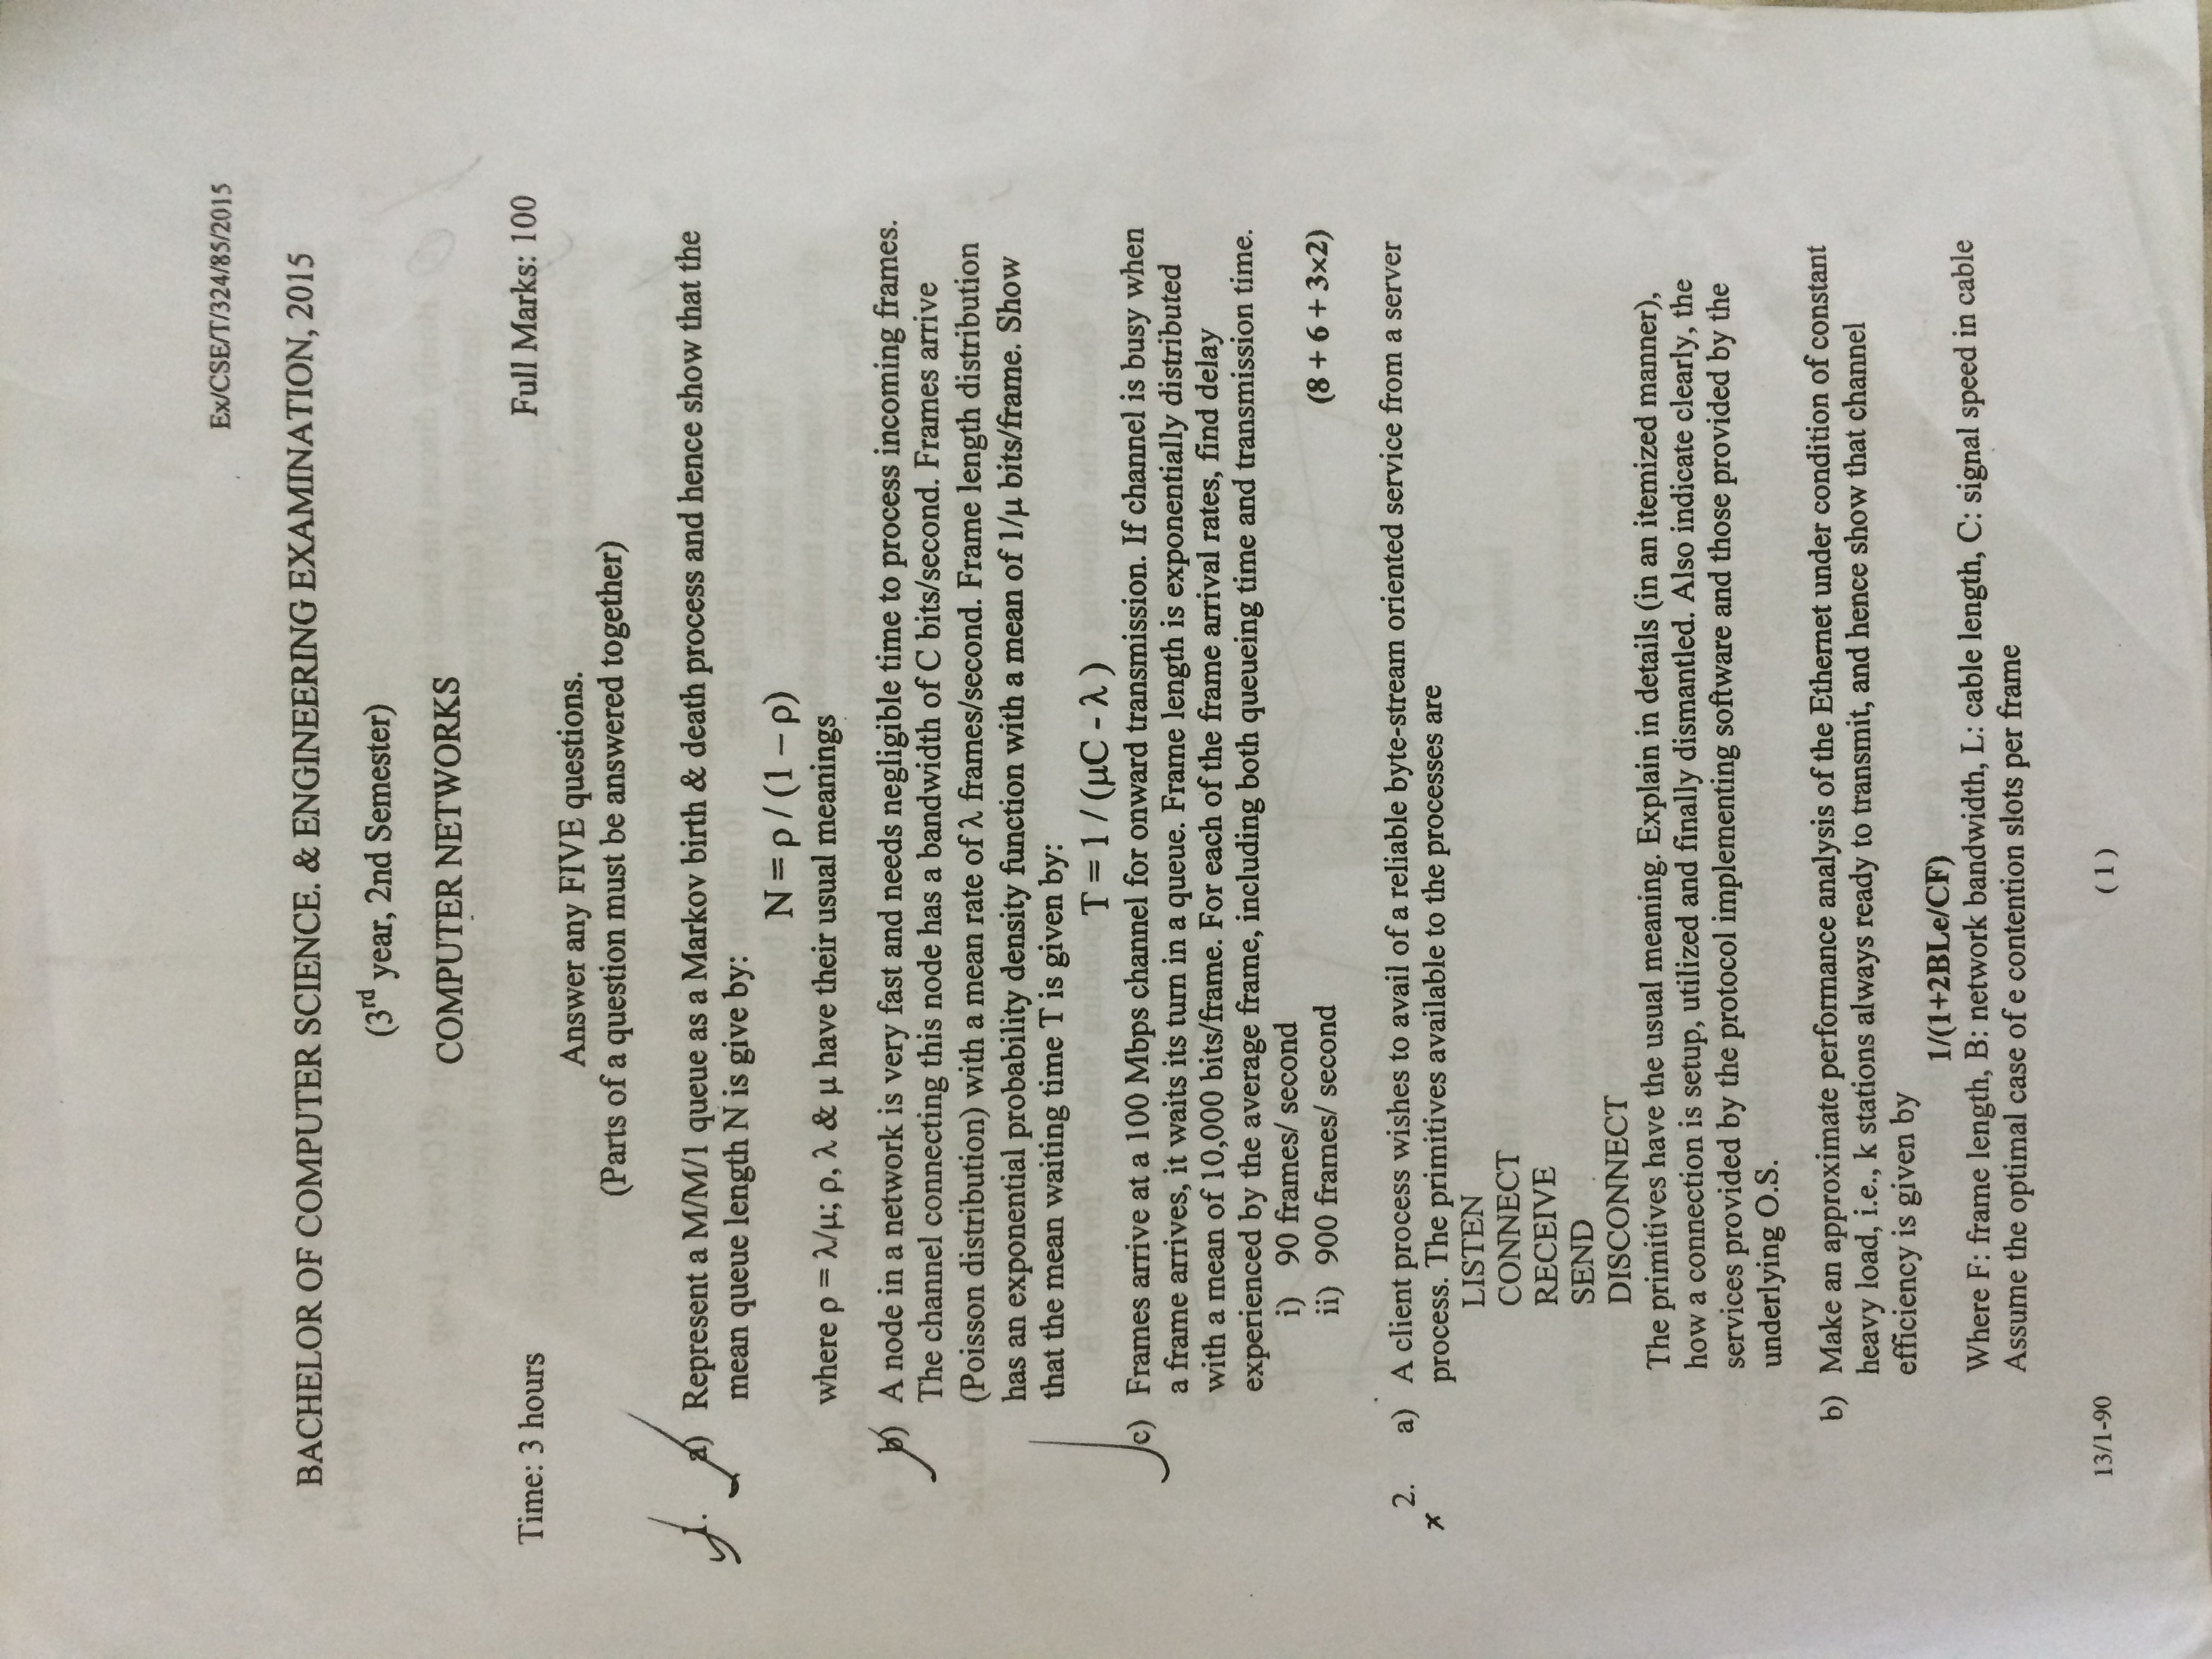 Ex/CSE/T/324/85/2015
BACHELOR OF COMPUTER SCIENCE. & ENGINEERING EXAMINATION, 2015
(3rd year, 2nd Semester)
COMPUTER NETWORKS
Time: 3 hours Full Marks: 100
Answer any FIVE questions.
(Parts of a question must be answered together)
1. a) Represent a M/M/1 queue as a Markov birth & death process and hence show that the
mean queue length N is give by:
N = ρ / (1 – ρ)
where ρ = λ/μ; ρ, λ & μ have their usual meanings
b) A node in a network is very fast and needs negligible time to process incoming frames.
The channel connecting this node has a bandwidth of C bits/second. Frames arrive
(Poisson distribution) with a mean rate of λ frames/second. Frame length distribution
has an exponential probability density function with a mean of 1/μ bits/frame. Show
that the mean waiting time T is given by:
T = 1 / (μC - λ )
c) Frames arrive at a 100 Mbps channel for onward transmission. If channel is busy when
a frame arrives, it waits its turn in a queue. Frame length is exponentially distributed
with a mean of 10,000 bits/frame. For each of the frame arrival rates, find delay
experienced by the average frame, including both queueing time and transmission time.
i) 90 frames/ second
ii) 900 frames/ second (8 + 6 + 3×2)
2. a) A client process wishes to avail of a reliable byte-stream oriented service from a server
process. The primitives available to the processes are
LISTEN
CONNECT
RECEIVE
SEND
DISCONNECT
The primitives have the usual meaning. Explain in details (in an itemized manner),
how a connection is setup, utilized and finally dismantled. Also indicate clearly, the
services provided by the protocol implementing software and those provided by the
underlying O.S.
b) Make an approximate performance analysis of the Ethernet under condition of constant
heavy load, i.e., k stations always ready to transmit, and hence show that channel
efficiency is given by
1/(1+2BLe/CF)
Where F: frame length, B: network bandwidth, L: cable length, C: signal speed in cable
Assume the optimal case of e contention slots per frame
13/1-90 ( 1 )